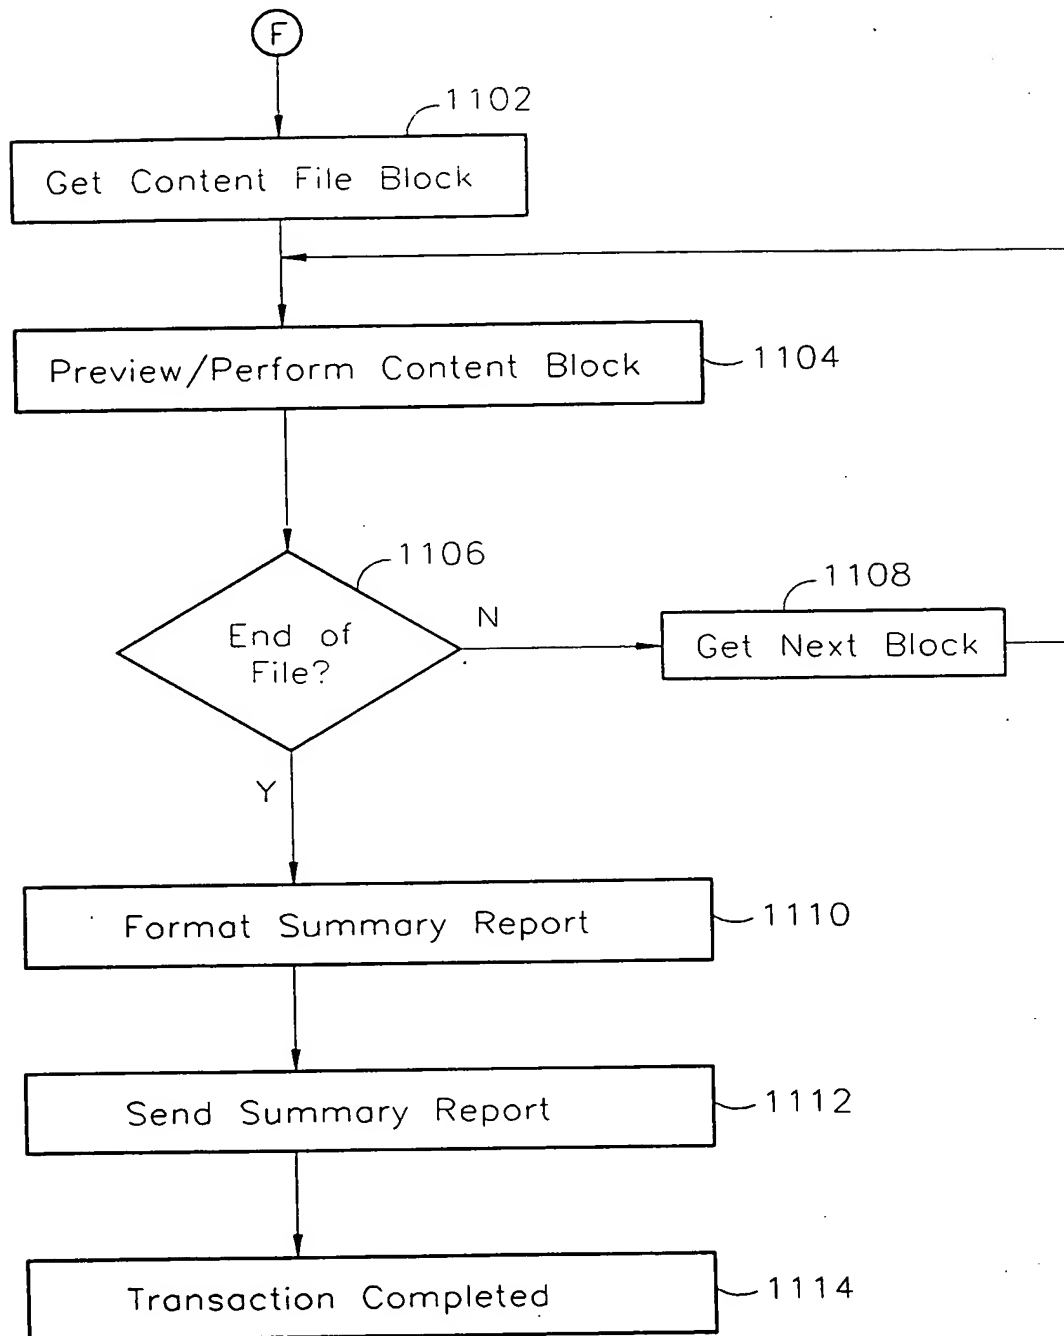 F
1102
Get Content File Block
Preview/Perform Content Block
1104
1106
End of
File?
N
1108
Get Next Block
Y
Format Summary Report
1110
Send Summary Report
1112
Transaction Completed
1114